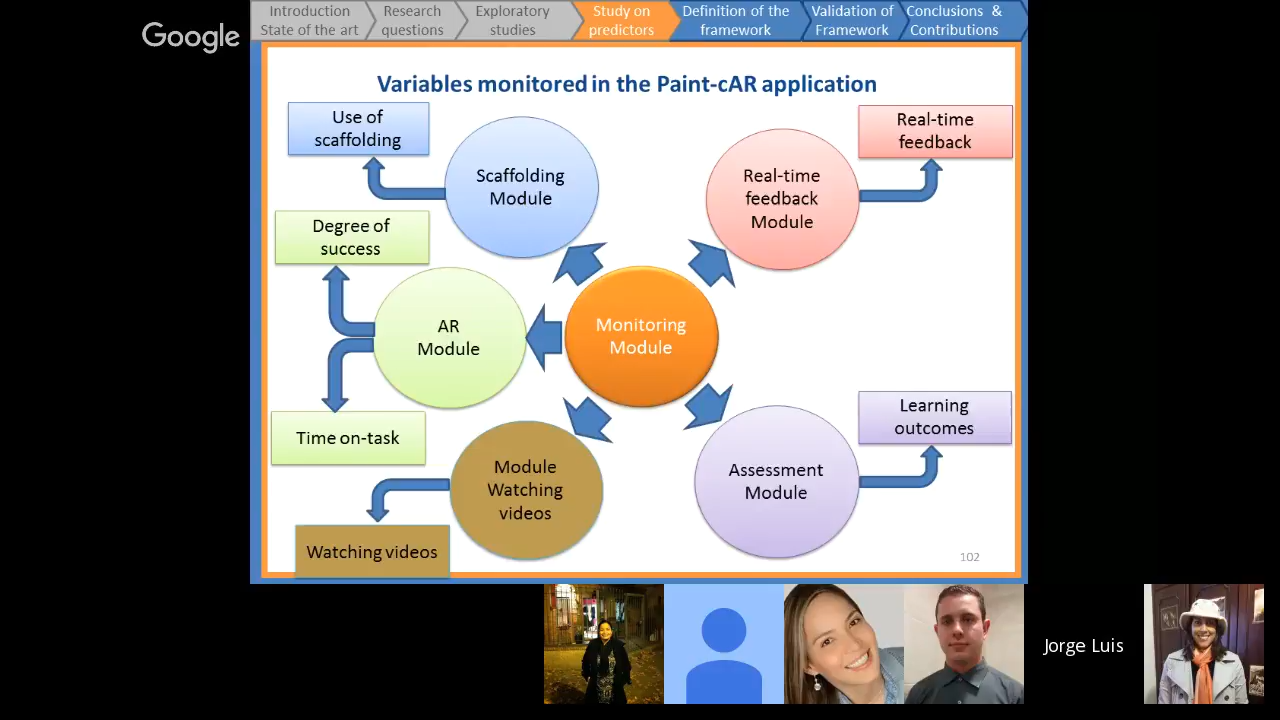 Google
Introduction
State of the art
Research
questions
Exploratory
studies
Study on
predictors
Definition of the
framework
Validation of
Framework
Conclusions &
Contributions
Variables monitored in the Paint-cAR application
Use of
scaffolding
Scaffolding
Module
Real-time
feedback
Module
Real-time
feedback
Degree of
success
AR
Module
Monitoring
Module
Time on-task
Module
Watching
videos
Watching videos
Assessment
Module
Learning
outcomes
102
Jorge Luis